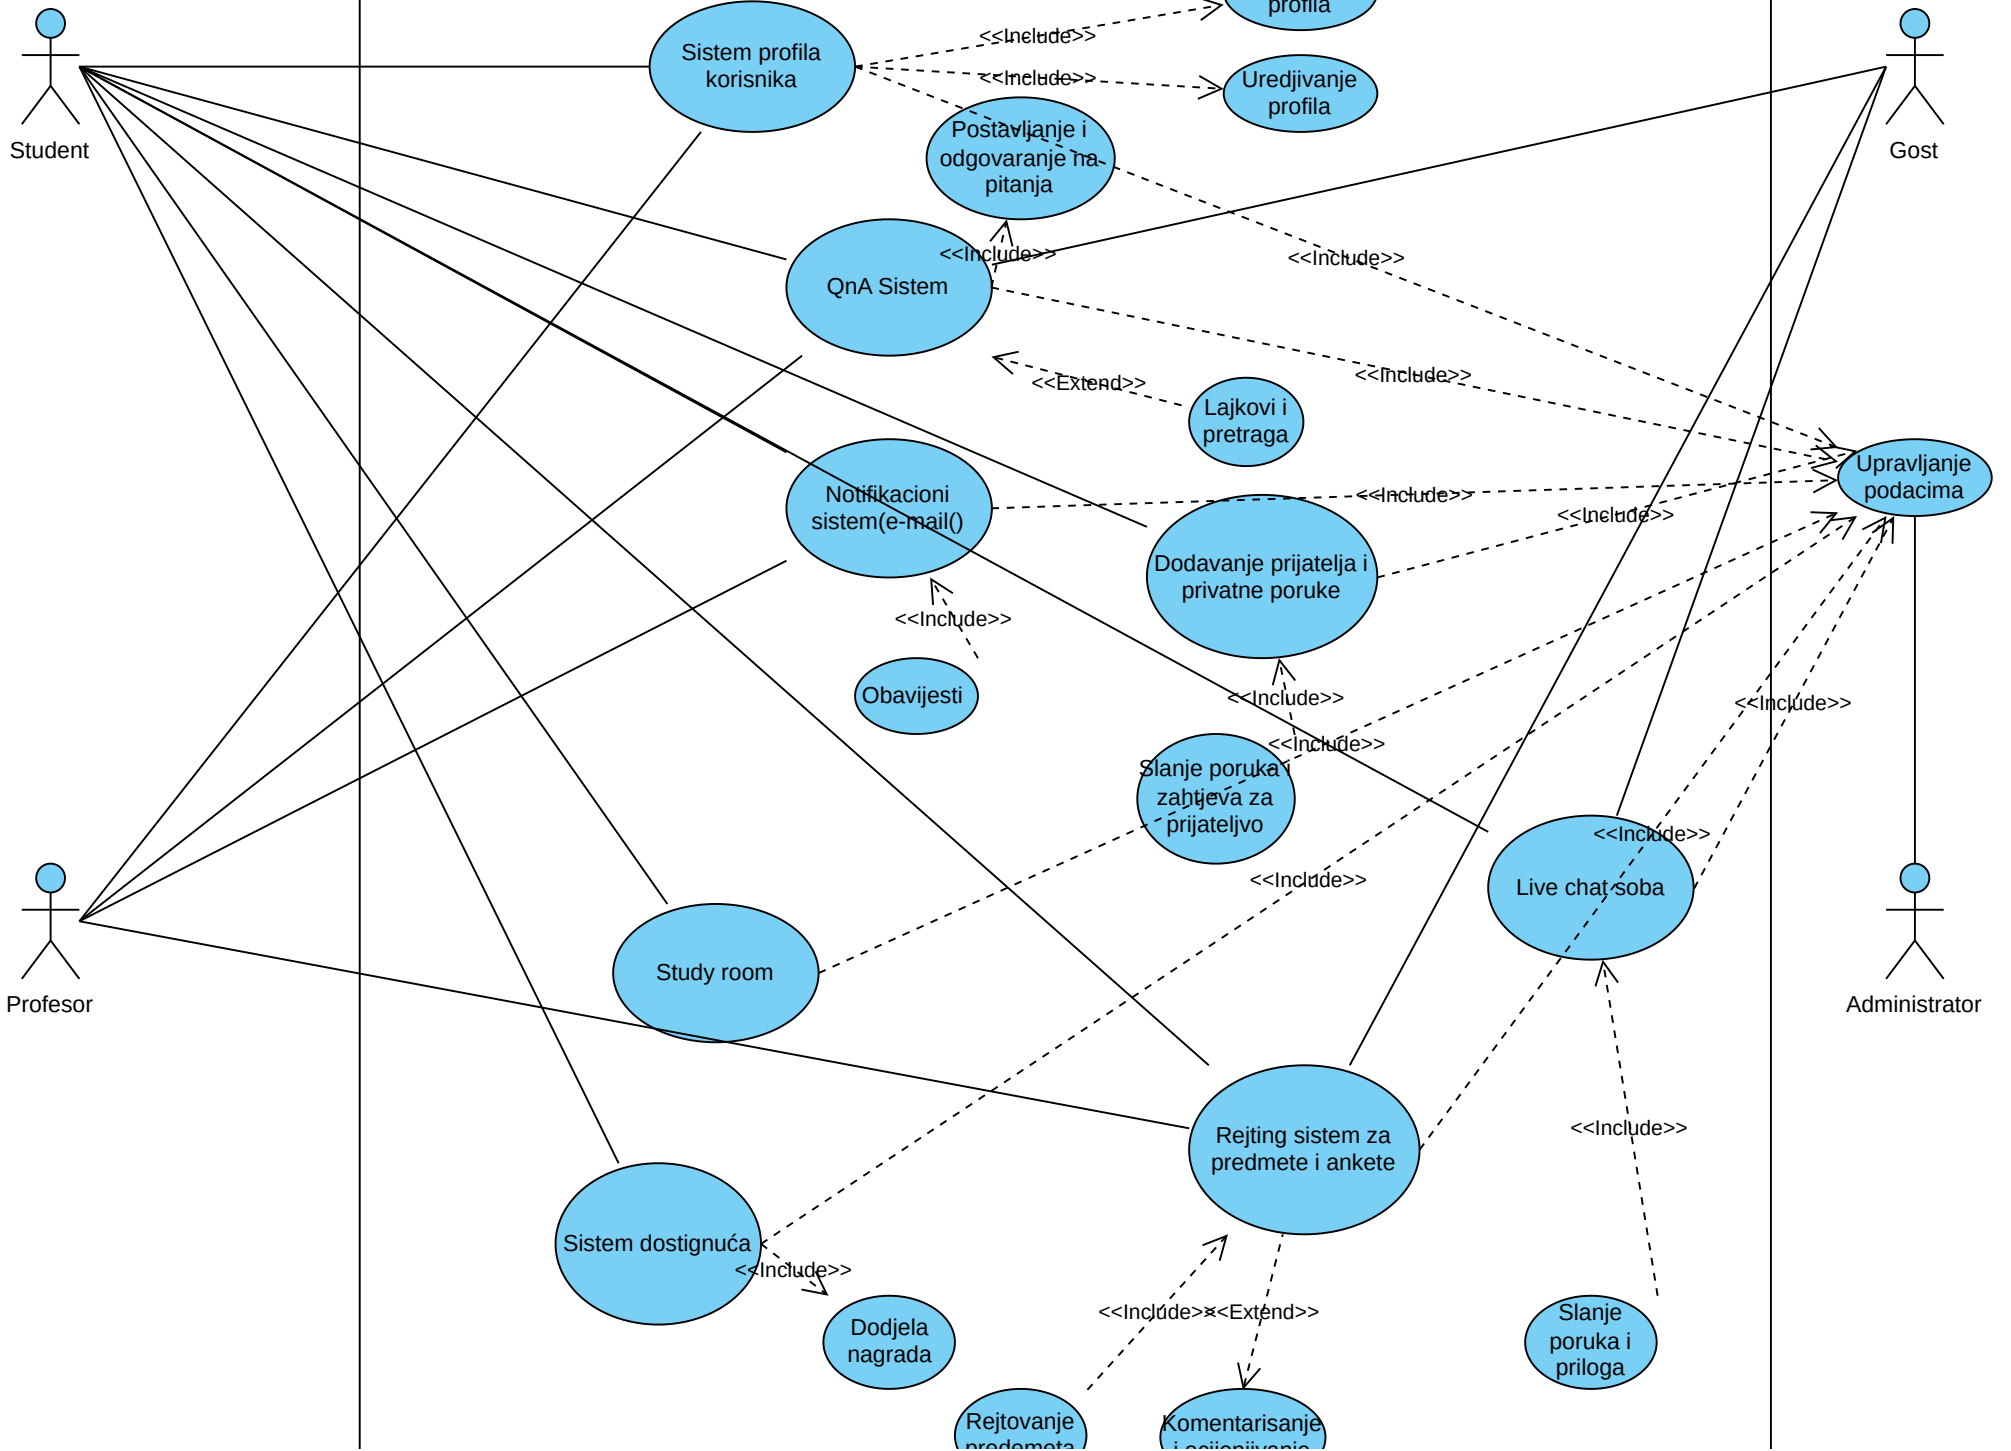 profila
Sistem profila
korisnika
<<Include>>
<<Include>>
Uredjivanje
profila
Student
Gost
Postavljanje i
odgovaranje na
pitanja
<<Include>>
<<Include>>
QnA Sistem
<<Include>>
<<Extend>>
Lajkovi i
pretraga
Upravljanje
podacima
Notifikacioni
sistem(e-mail()
<<Include>>
<<Include>>
Dodavanje prijatelja i
privatne poruke
<<Include>>
Obavijesti
<<Include>>
<<Include>>
<<Include>>
Slanje poruka i
zahtjeva za
prijateljvo
<<Include>>
<<Include>>
Live chat soba
Study room
Profesor
Administrator
<<Include>>
Rejting sistem za
predmete i ankete
Sistem dostignuća
<<Include>>
<<Include>>
<<Extend>>
Dodjela
nagrada
Slanje
poruka i
priloga
Rejtovanje
predemeta
Komentarisanje
i ocijenjivanje